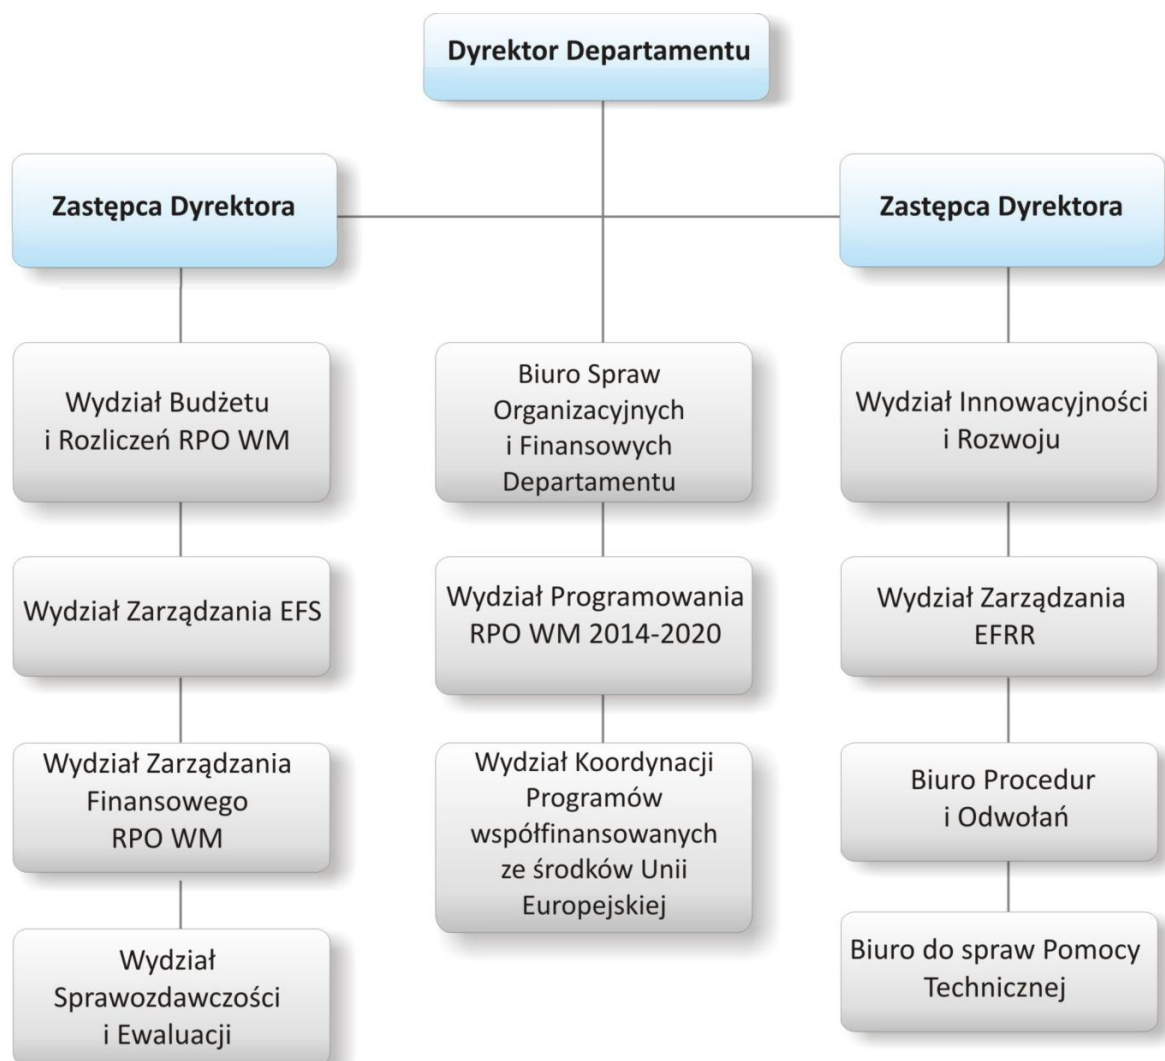 Dyrektor Departamentu
Zastępca Dyrektora
Zastępca Dyrektora
Wydział Budżetu
i Rozliczeń RPO WM
Wydział Zarządzania EFS
Wydział Zarządzania
Finansowego
RPO WM
Wydział
Sprawozdawczości
i Ewaluacji
Biuro Spraw
Organizacyjnych
i Finansowych
Departamentu
Wydział Programowania
RPO WM 2014-2020
Wydział Koordynacji
Programów
współfinansowanych
ze środków Unii
Europejskiej
Wydział Innowacyjności
i Rozwoju
Wydział Zarządzania
EFRR
Biuro Procedur
i Odwołań
Biuro do spraw Pomocy
Technicznej